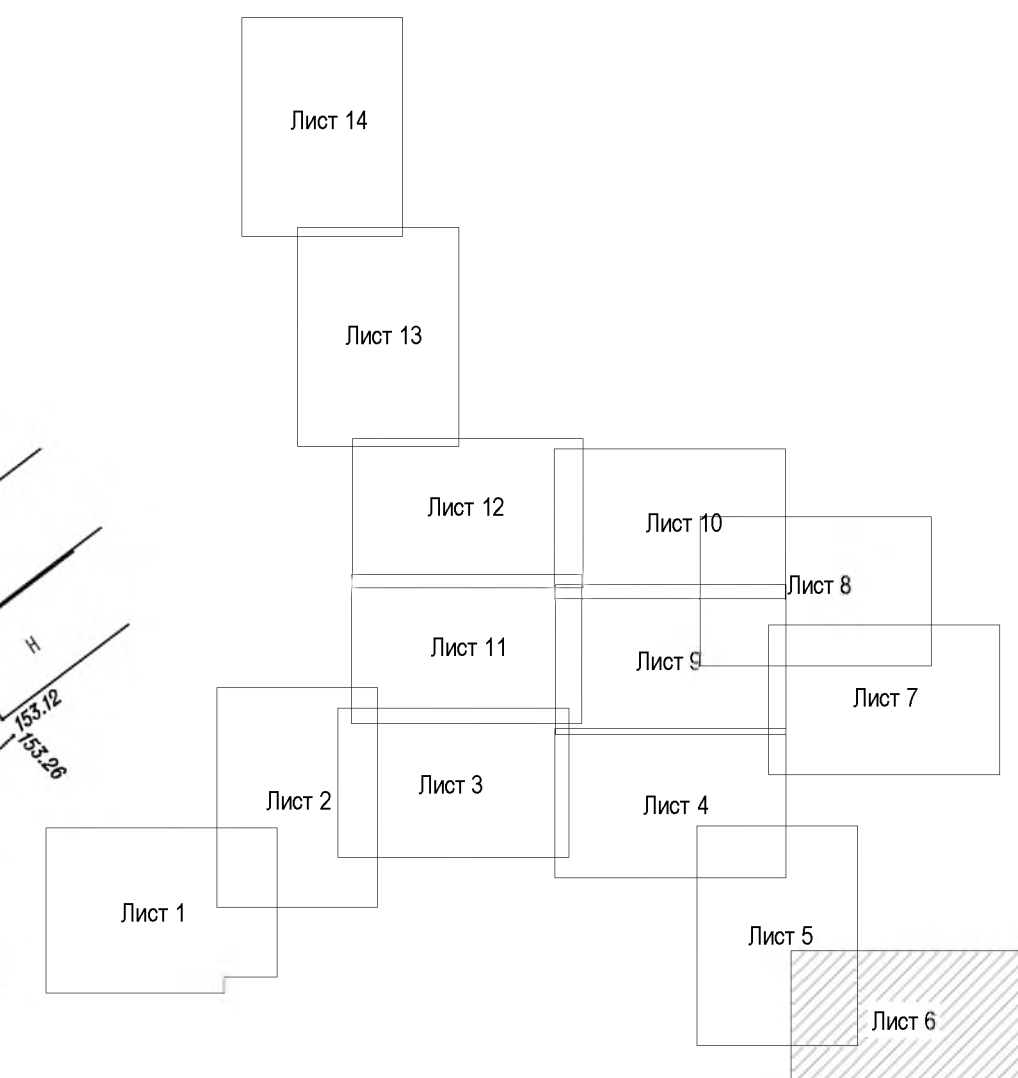 Лист 14
Лист 13
Лист 12
Лист 10
Лист 8
Н
Лист 11
Лист 9
Лист 7
153.12
153.26
Лист 3
Лист 2
Лист 4
Лист 1
Лист 5
Лист 6